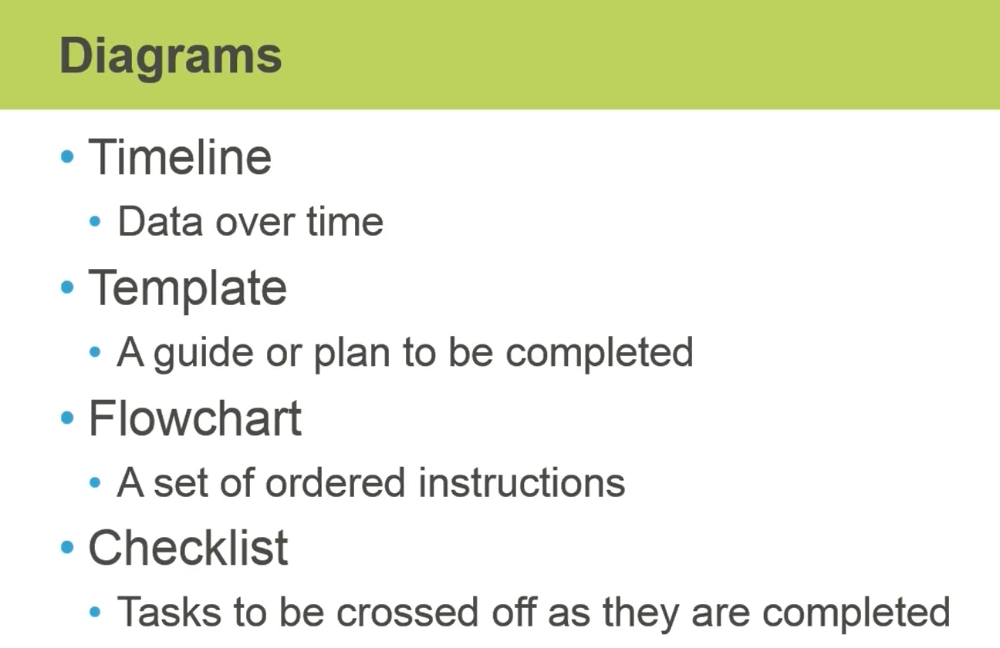 Diagrams
• Timeline
• Data over time
• Template
• A guide or plan to be completed
• Flowchart
• A set of ordered instructions
• Checklist
• Tasks to be crossed off as they are completed